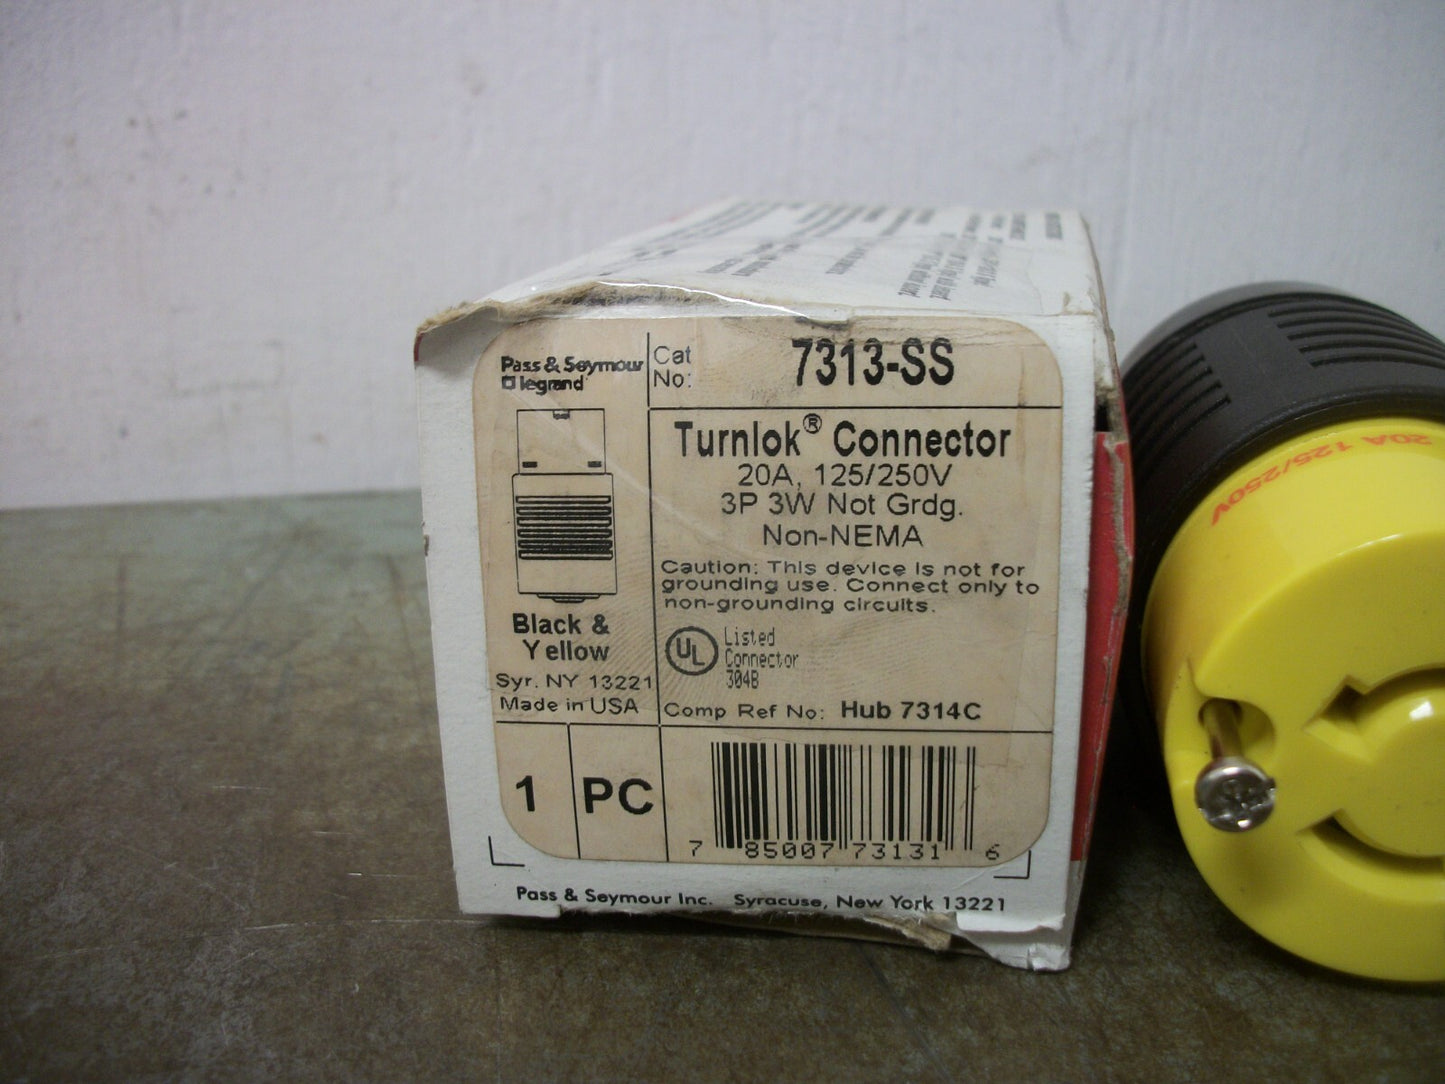 Pass & Seymour
legrand
Cat
No:
7313-SS
Turnlok® Connector
20A, 125/250V
3P 3W Not Grdg.
Non-NEMA
Caution: This device is not for
grounding use. Connect only to
non-grounding circuits.
UL
Listed
Connector
304B
Black &
Yellow
Syr. NY 13221
Made in USA
Comp Ref No: Hub 7314C
1 PC
7 85007 73131 6
Pass & Seymour Inc. Syracuse, New York 13221
20A 125/250V